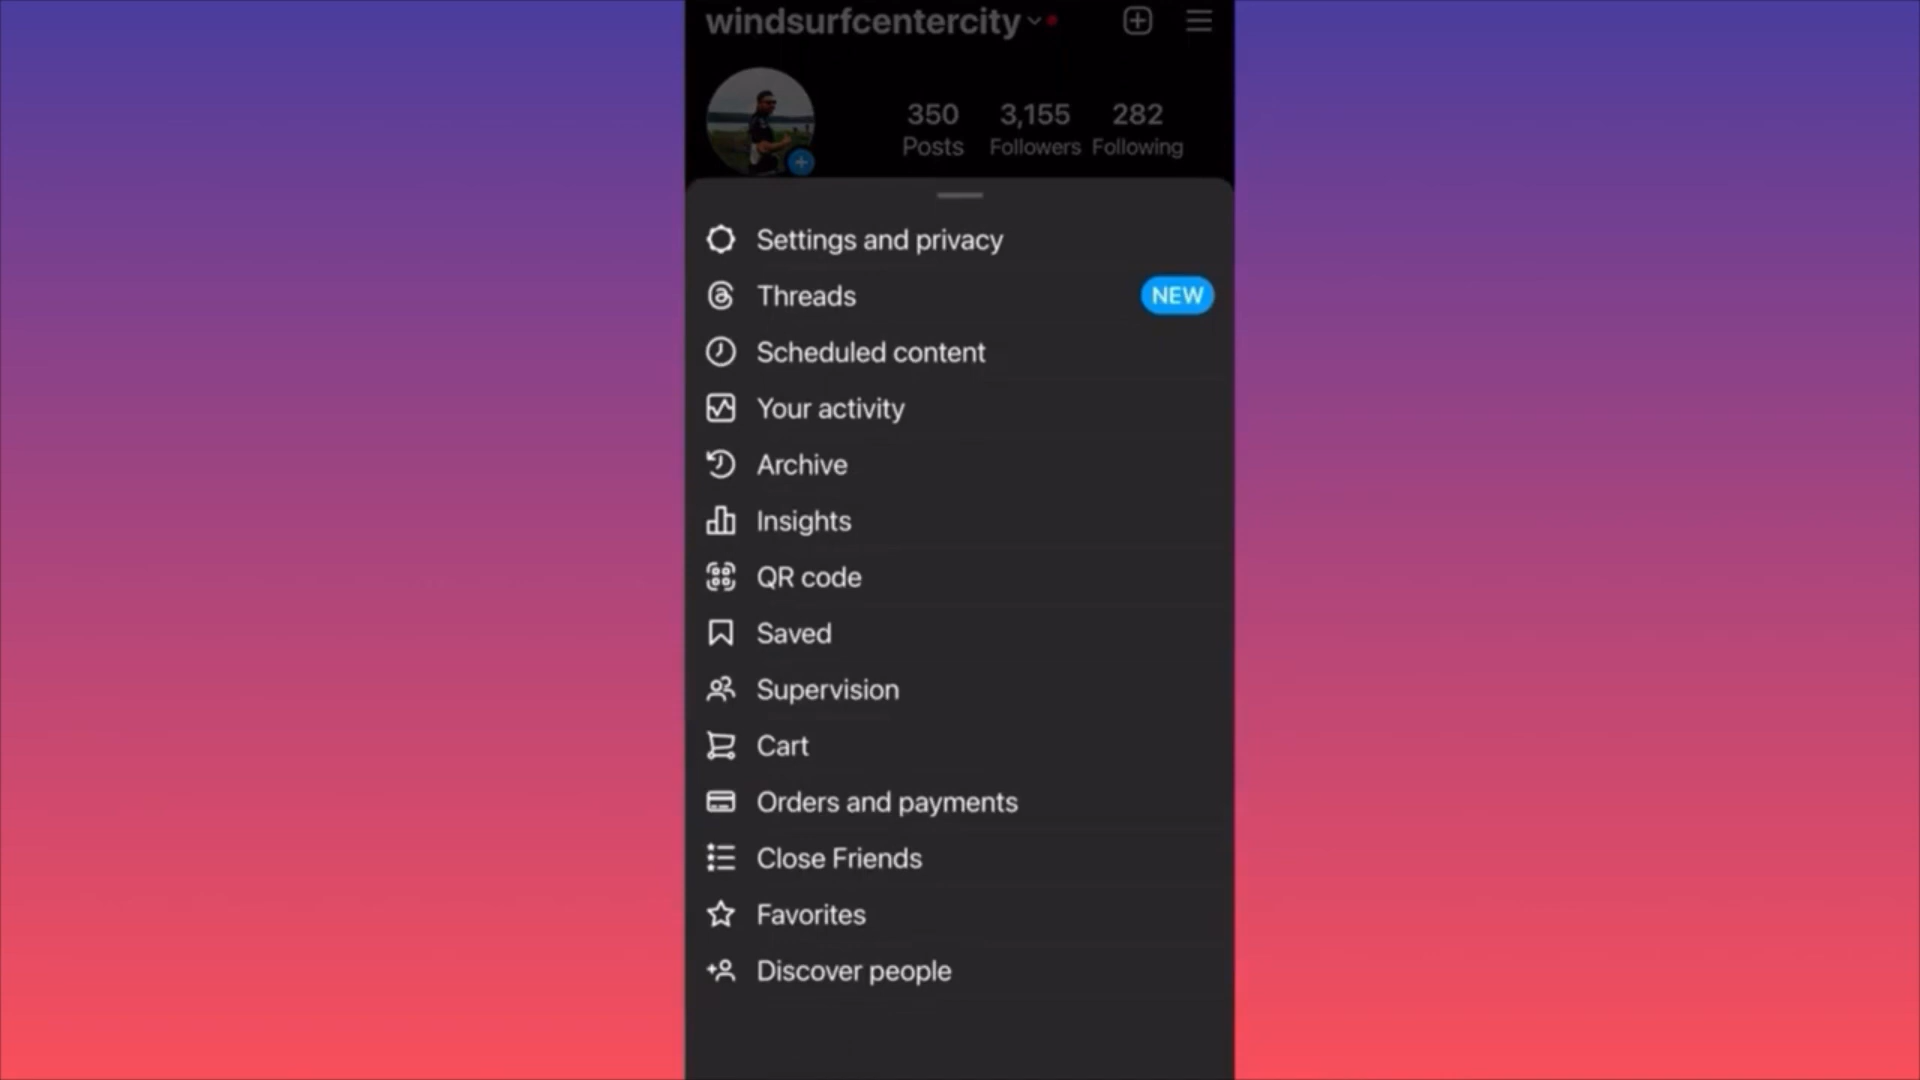 windsurfcentercity
350 3,155 282
Posts Followers Following
Settings and privacy
Threads NEW
Scheduled content
Your activity
Archive
Insights
QR code
Saved
Supervision
Cart
Orders and payments
Close Friends
Favorites
Discover people